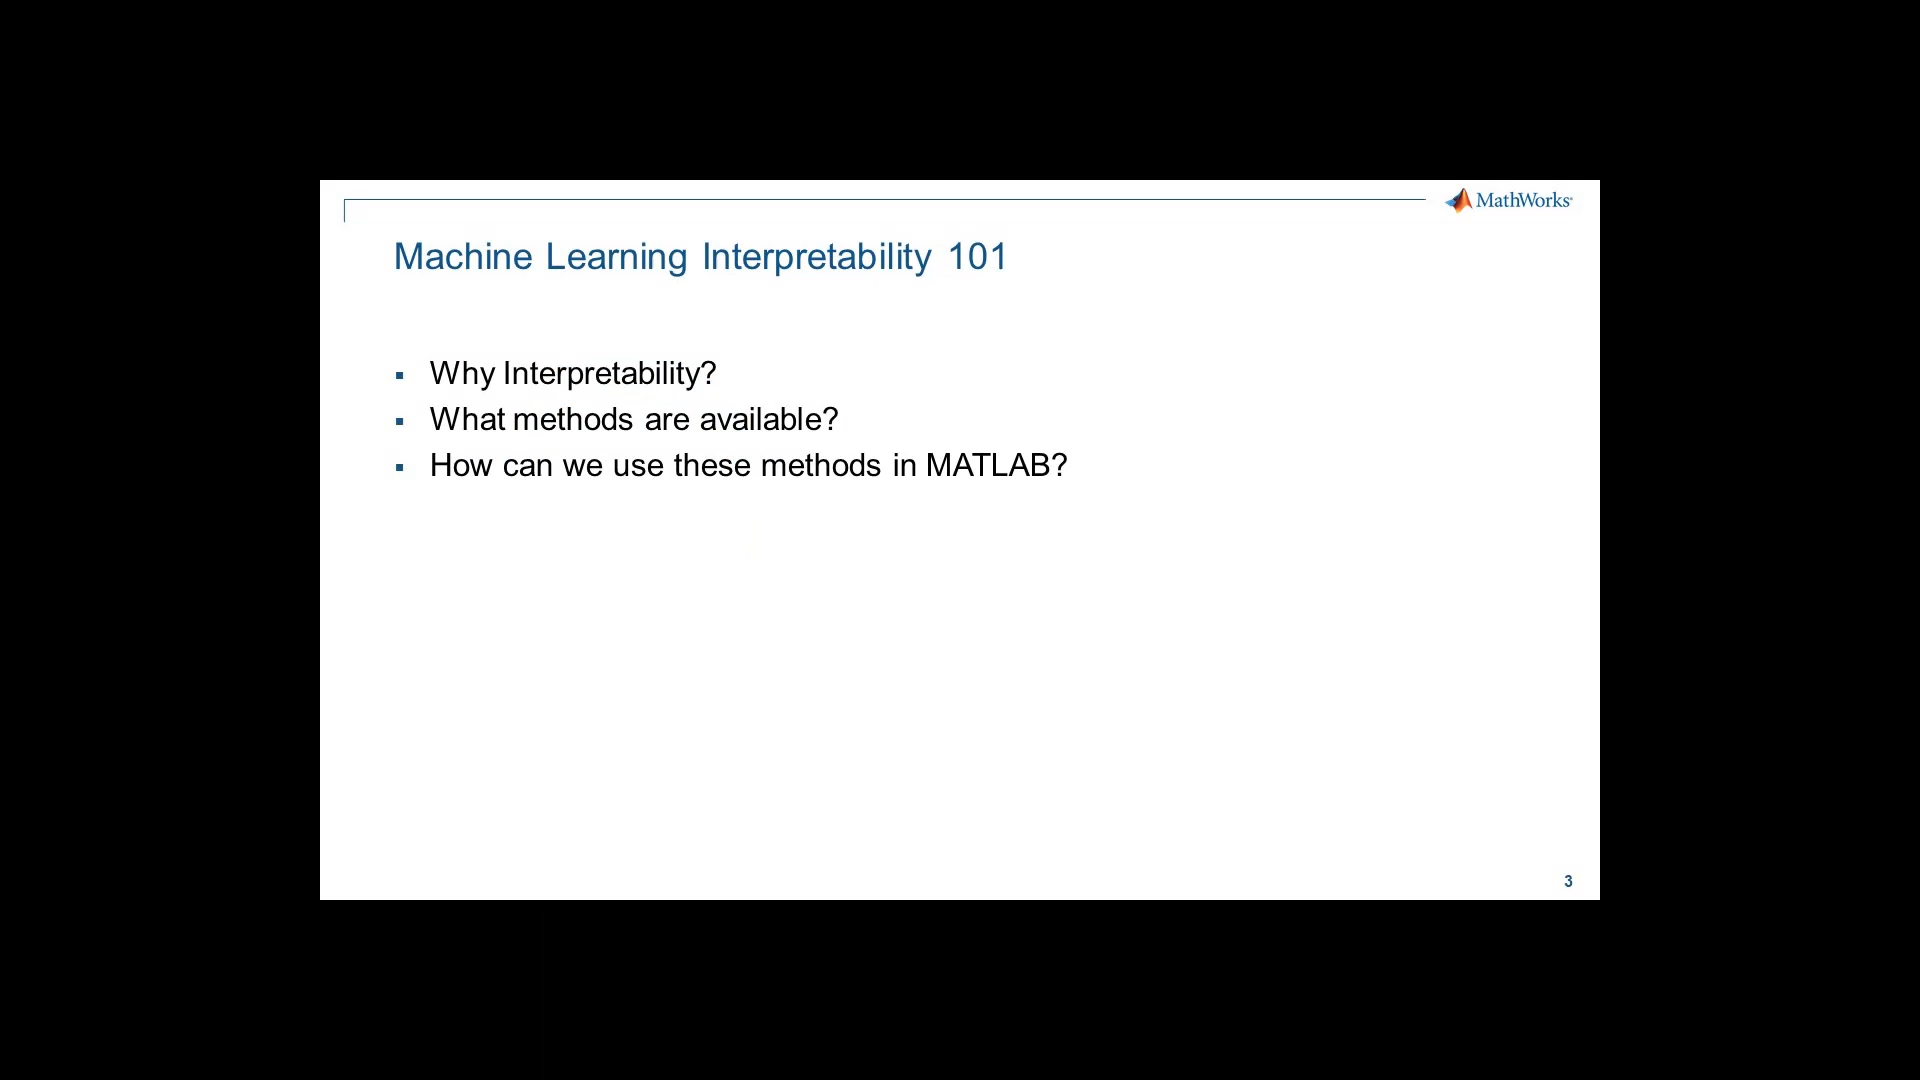 MathWorks®
Machine Learning Interpretability 101
▪ Why Interpretability?
▪ What methods are available?
▪ How can we use these methods in MATLAB?
3